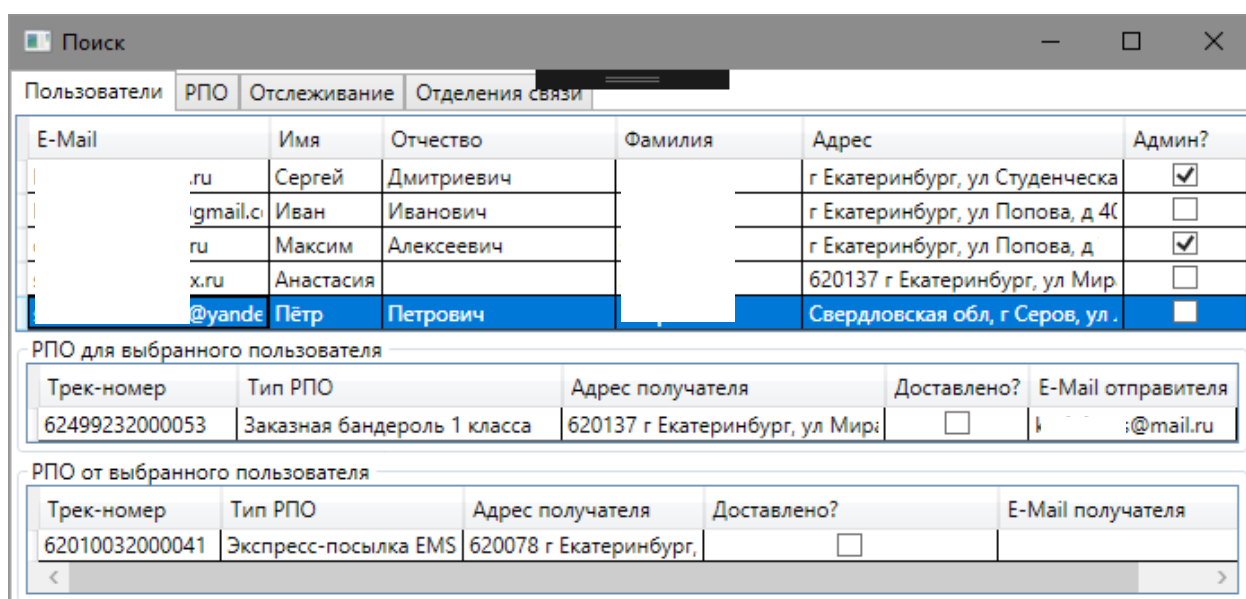 Поиск
Пользователи РПО Отслеживание Отделения связи
E-Mail Имя Отчество Фамилия Адрес Админ?
.ru Сергей Дмитриевич г Екатеринбург, ул Студенческа
gmail.c Иван Иванович г Екатеринбург, ул Попова, д 40
ru Максим Алексеевич г Екатеринбург, ул Попова, д
x.ru Анастасия 620137 г Екатеринбург, ул Мир
@yande Пётр Петрович Свердловская обл, г Серов, ул
РПО для выбранного пользователя
Трек-номер Тип РПО Адрес получателя Доставлено? E-Mail отправителя
62499232000053 Заказная бандероль 1 класса 620137 г Екатеринбург, ул Мира @mail.ru
РПО от выбранного пользователя
Трек-номер Тип РПО Адрес получателя Доставлено? E-Mail получателя
62010032000041 Экспресс-посылка EMS 620078 г Екатеринбург,